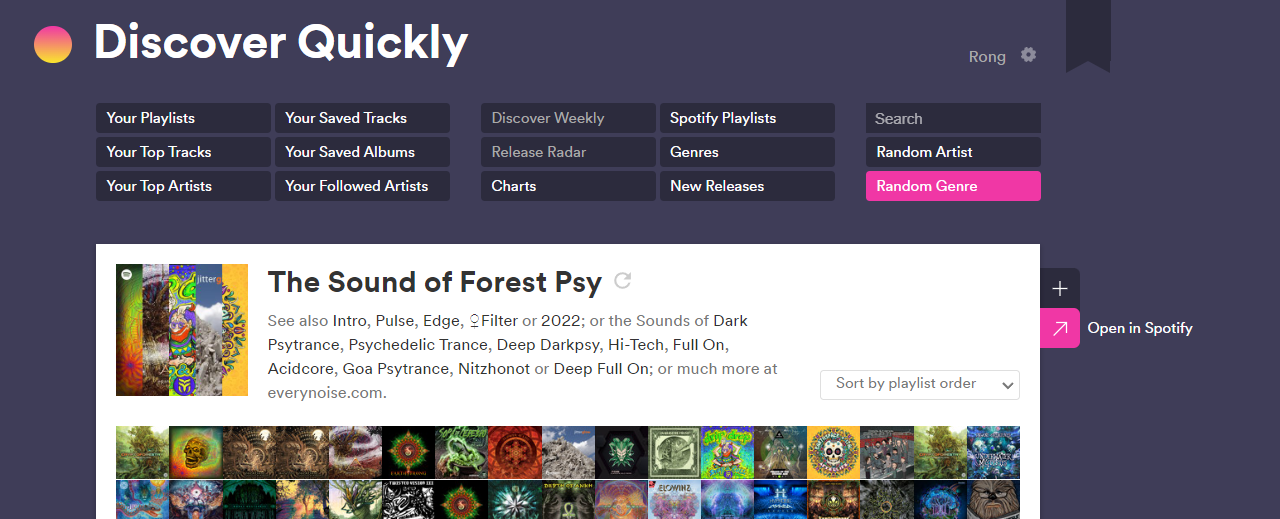 Discover Quickly
Rong
Your Playlists
Your Saved Tracks
Discover Weekly
Spotify Playlists
Search
Your Top Tracks
Your Saved Albums
Release Radar
Genres
Random Artist
Your Top Artists
Your Followed Artists
Charts
New Releases
Random Genre
jitter
The Sound of Forest Psy
See also Intro, Pulse, Edge, ♀Filter or 2022; or the Sounds of Dark
Psytrance, Psychedelic Trance, Deep Darkpsy, Hi-Tech, Full On,
Acidcore, Goa Psytrance, Nitzhonot or Deep Full On; or much more at
everynoise.com.
Open in Spotify
Sort by playlist order